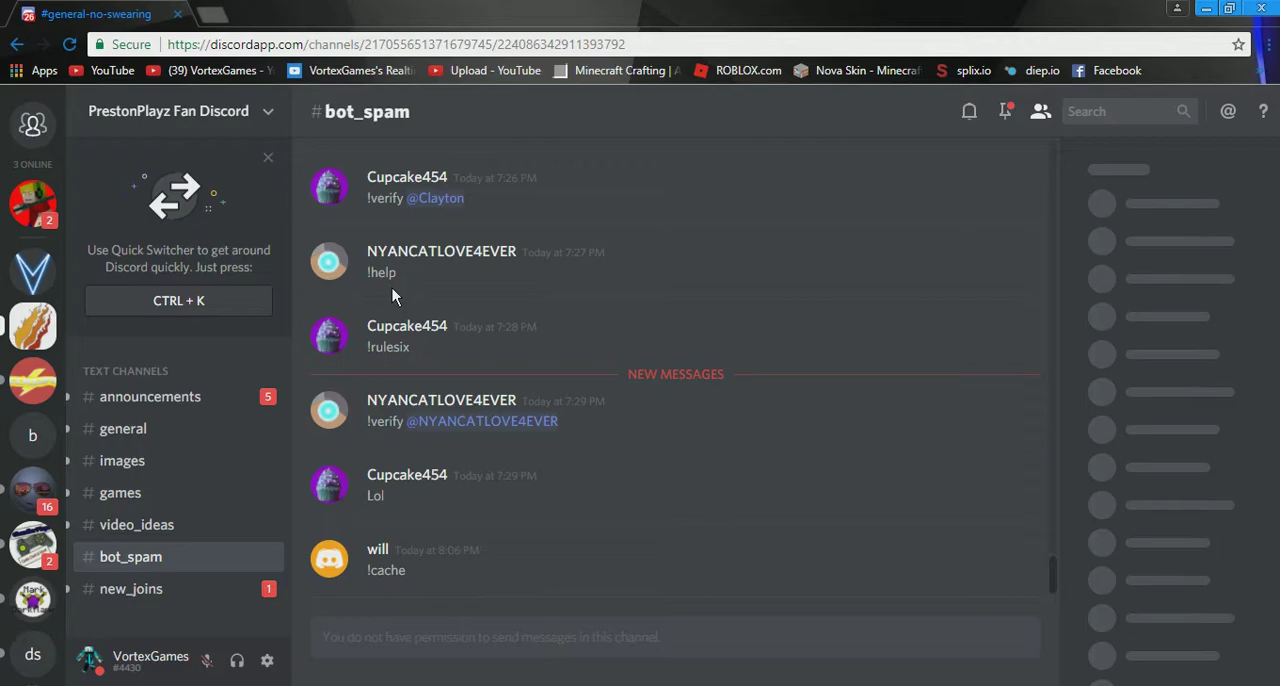 26
#general-no-swearing
Secure
https://discordapp.com/channels/217055651371679745/224086342911393792
Apps
YouTube
(39) VortexGames - Y
VortexGames's Realti
Upload - YouTube
Minecraft Crafting | A
ROBLOX.com
Nova Skin - Minecraf
splix.io
diep.io
Facebook
3 ONLINE
2
b
16
2
ds
PrestonPlayz Fan Discord
Use Quick Switcher to get around
Discord quickly. Just press:
CTRL + K
TEXT CHANNELS
# announcements 5
# general
# images
# games
# video_ideas
# bot_spam
# new_joins 1
VortexGames
#4430
#bot_spam
Search
@
?
Cupcake454 Today at 7:26 PM
!verify @Clayton
NYANCATLOVE4EVER Today at 7:27 PM
!help
Cupcake454 Today at 7:28 PM
!rulesix
NEW MESSAGES
NYANCATLOVE4EVER Today at 7:29 PM
!verify @NYANCATLOVE4EVER
Cupcake454 Today at 7:29 PM
Lol
will Today at 8:06 PM
!cache
You do not have permission to send messages in this channel.